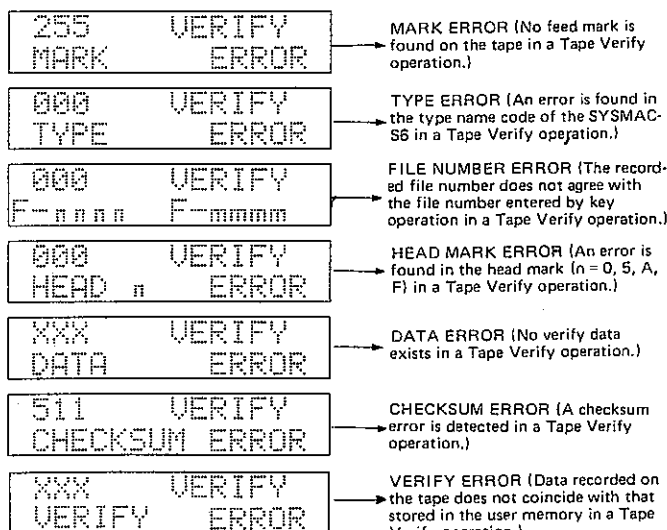 255 VERIFY
MARK ERROR
MARK ERROR (No feed mark is
found on the tape in a Tape Verify
operation.)
000 VERIFY
TYPE ERROR
TYPE ERROR (An error is found in
the type name code of the SYSMAC-
S6 in a Tape Verify operation.)
000 VERIFY
F-nnnn F-mmmm
FILE NUMBER ERROR (The record-
ed file number does not agree with
the file number entered by key
operation in a Tape Verify operation.)
000 VERIFY
HEAD n ERROR
HEAD MARK ERROR (An error is
found in the head mark (n = 0, 5, A,
F) in a Tape Verify operation.)
XXX VERIFY
DATA ERROR
DATA ERROR (No verify data
exists in a Tape Verify operation.)
511 VERIFY
CHECKSUM ERROR
CHECKSUM ERROR (A checksum
error is detected in a Tape Verify
operation.)
XXX VERIFY
VERIFY ERROR
VERIFY ERROR (Data recorded on
the tape does not coincide with that
stored in the user memory in a Tape
Verify operation.)